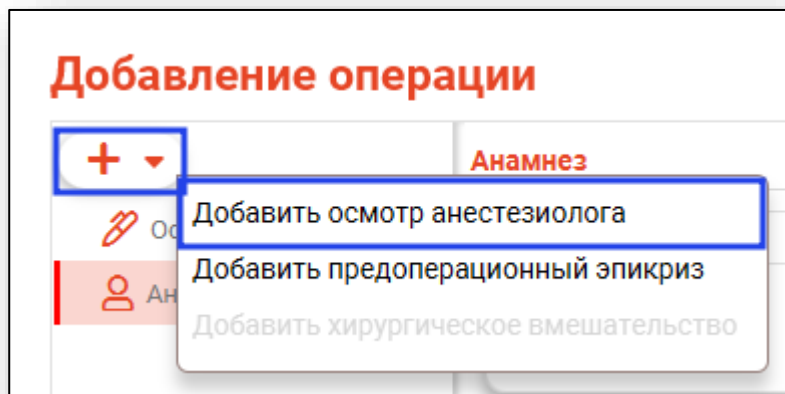 Добавление операции
Анамнез
Добавить осмотр анестезиолога
Добавить предоперационный эпикриз
Добавить хирургическое вмешательство